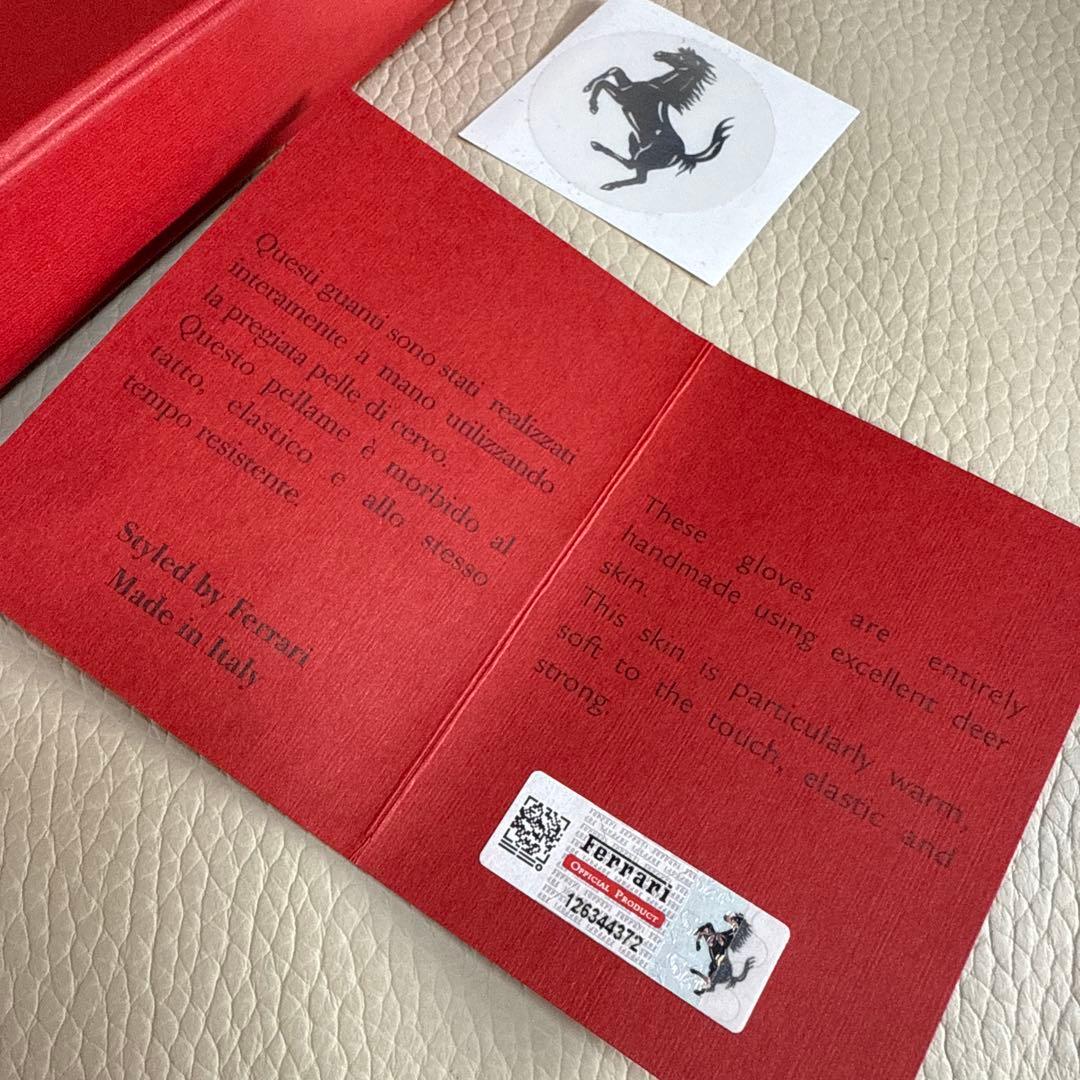 Questi guanti sono stati realizzati
interamente a mano utilizzando
la pregiata pelle di cervo.
Questo pellame è morbido al
tatto, elastico e allo stesso
tempo resistente.
Styled by Ferrari
Made in Italy
These gloves are entirely
handmade using excellent deer
skin.
This skin is particularly warm,
soft to the touch, elastic and
strong.
Ferrari
OFFICIAL PRODUCT
126344372